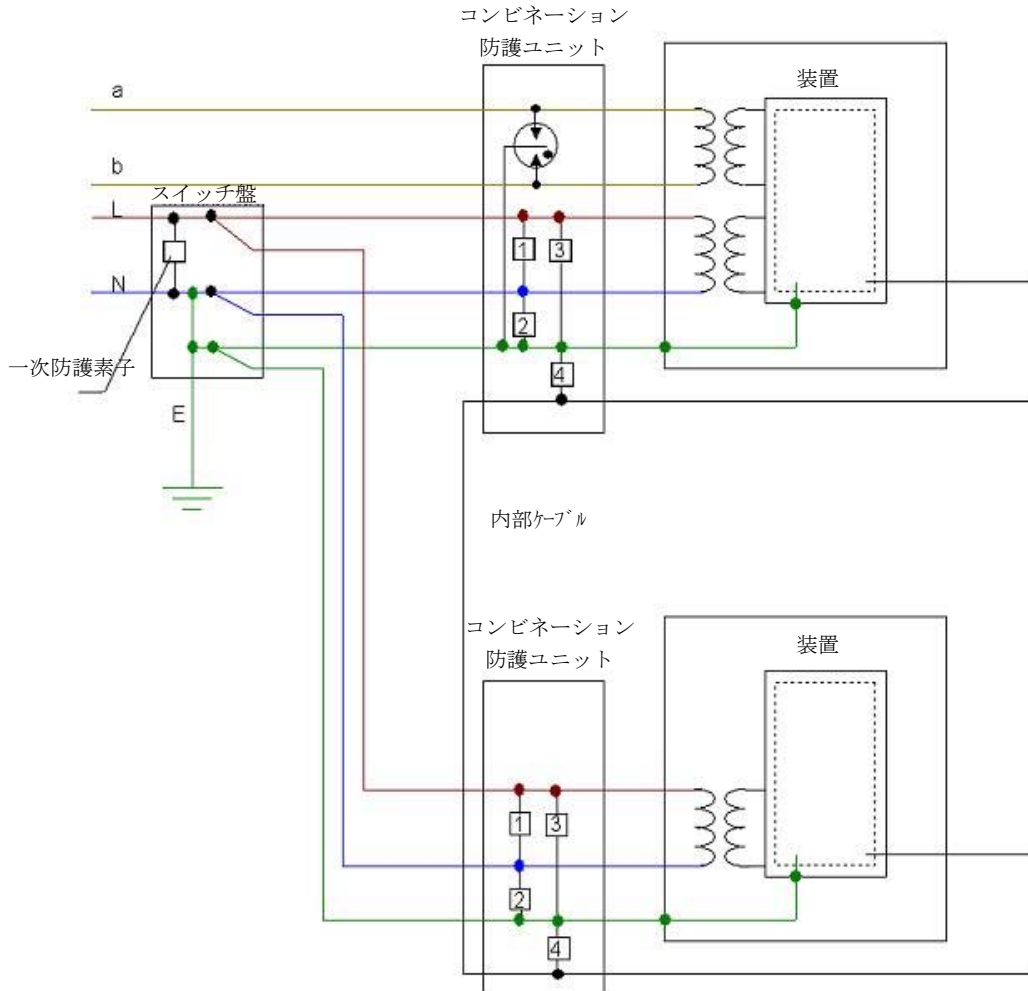 コンビネーション
防護ユニット
装置
a
b
スイッチ盤
L
1
3
N
2
一次防護素子
4
E
内部ｹｰﾌﾞﾙ
コンビネーション
防護ユニット
装置
1
3
2
4